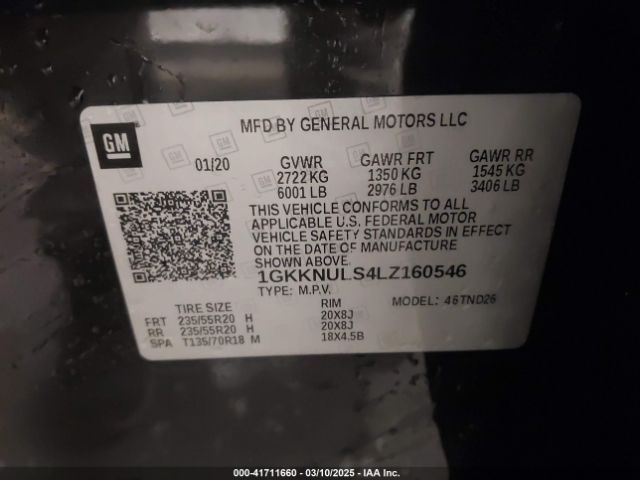 GM
MFD BY GENERAL MOTORS LLC
01/20 GVWR GAWR FRT GAWR RR
2722 KG 1350 KG 1545 KG
6001 LB 2976 LB 3406 LB
THIS VEHICLE CONFORMS TO ALL
APPLICABLE U.S. FEDERAL MOTOR
VEHICLE SAFETY STANDARDS IN EFFECT
ON THE DATE OF MANUFACTURE
SHOWN ABOVE.
1GKKNULS4LZ160546
TYPE: M.P.V. MODEL: 46TND26
TIRE SIZE RIM
FRT 235/55R20 H 20X8J
RR 235/55R20 H 20X8J
SPA T135/70R18 M 18X4.5B
000-41711660 — 03/10/2025 — IAA Inc.